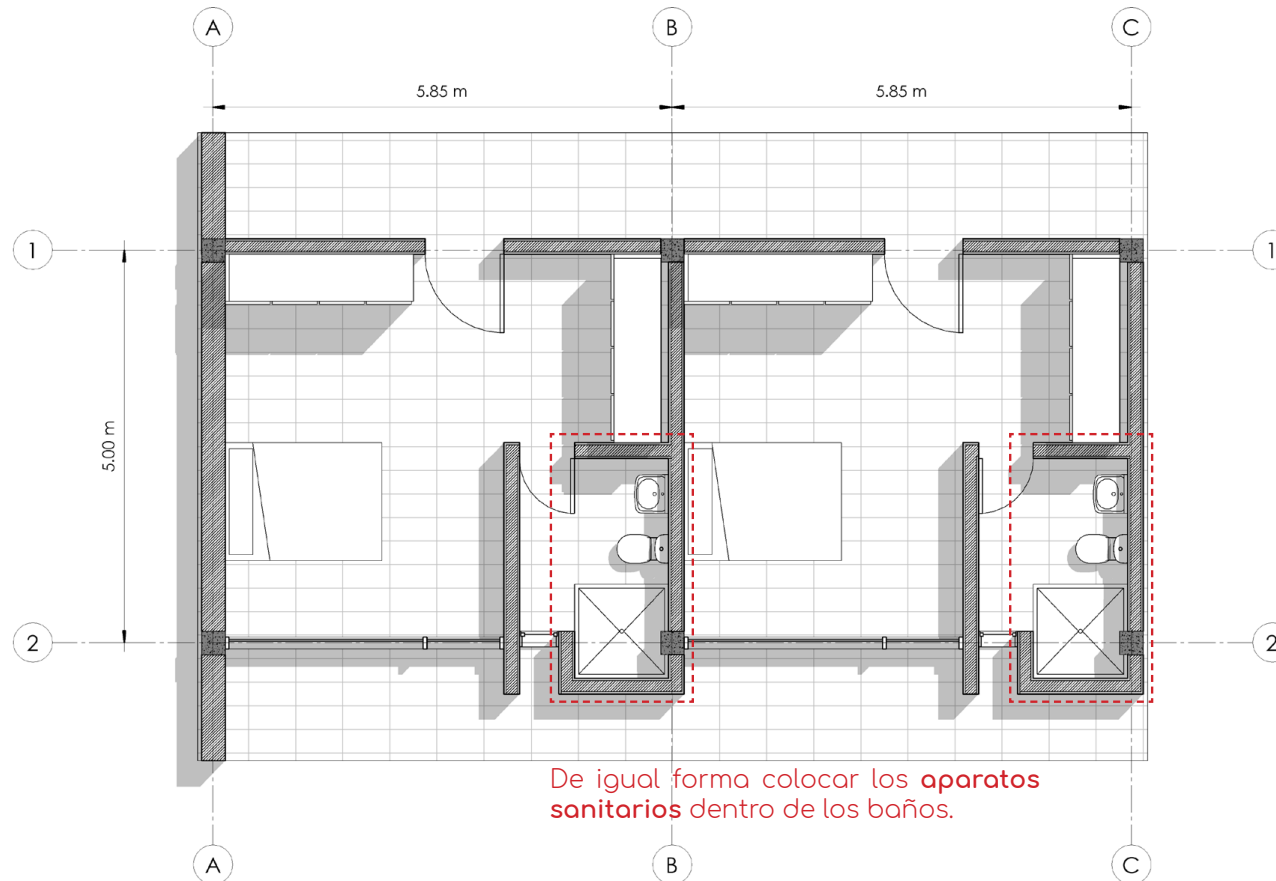 A
B
C
5.85 m
5.85 m
1
1
5.00 m
2
2
De igual forma colocar los aparatos
sanitarios dentro de los baños.
A
B
C